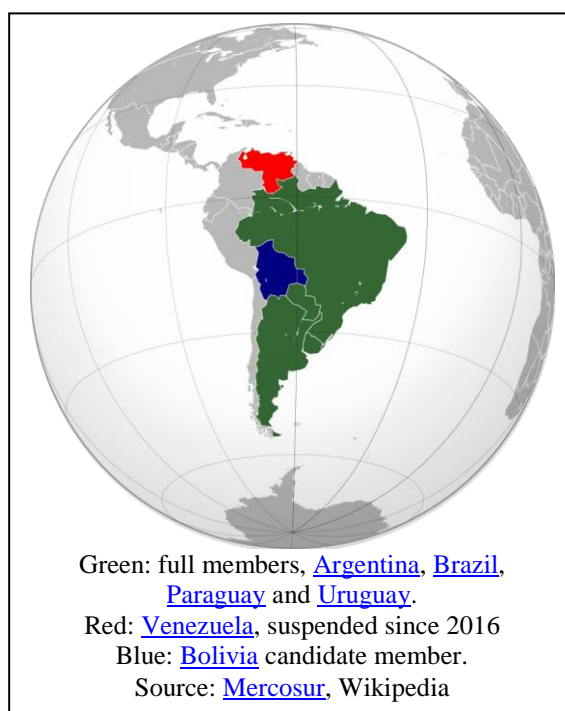 Green: full members, Argentina, Brazil,
Paraguay and Uruguay.
Red: Venezuela, suspended since 2016
Blue: Bolivia candidate member.
Source: Mercosur, Wikipedia